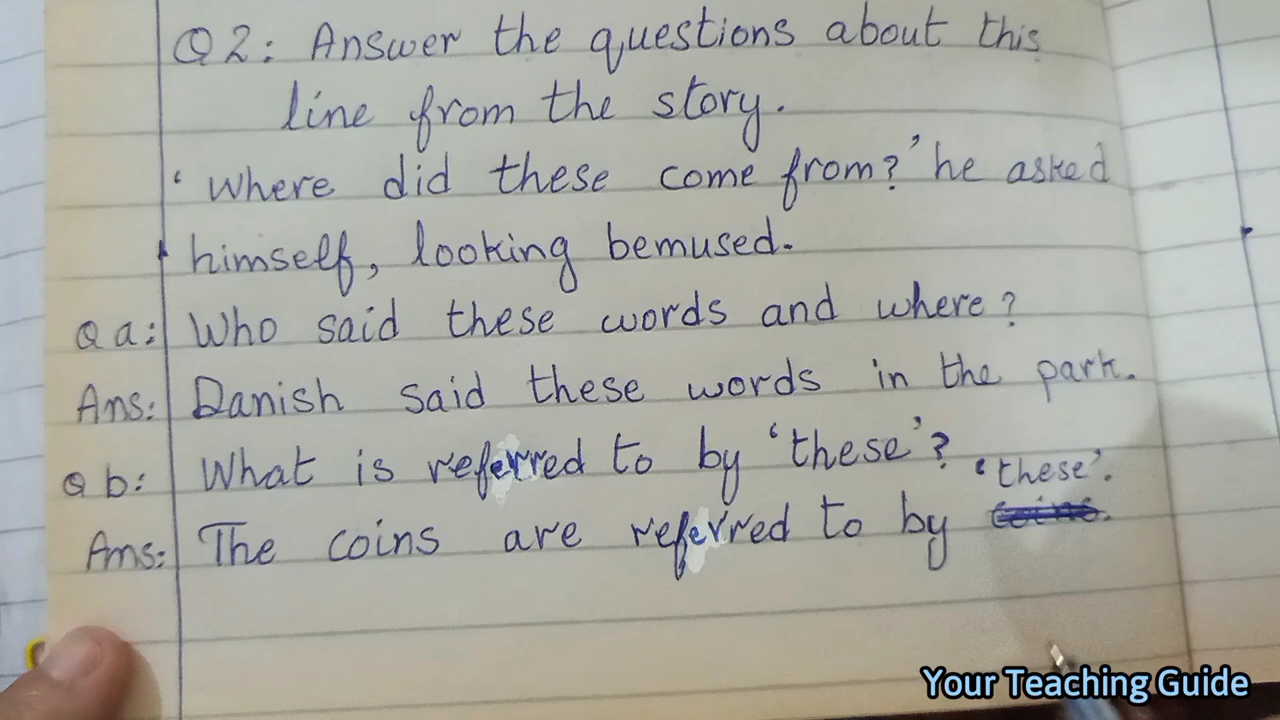 Q2: Answer the questions about this
line from the story.
‘Where did these come from?’ he asked
himself, looking bemused.
Q a: Who said these words and where?
Ans: Danish said these words in the park.
Q b: What is referred to by ‘these’?
‘these’.
Ans: The coins are referred to by
Your Teaching Guide